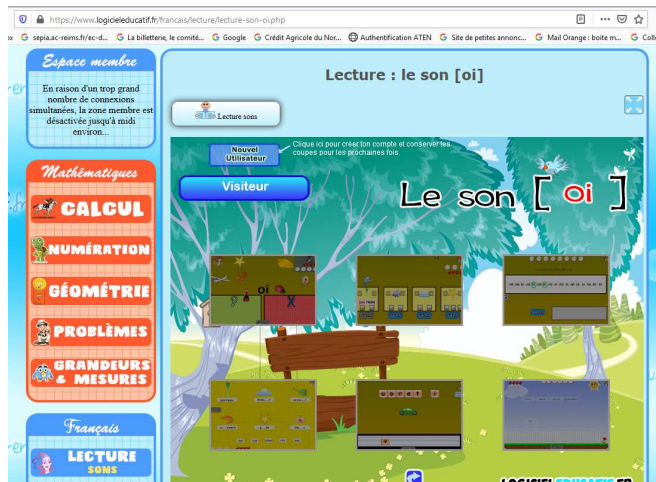 https://www.logicieleducatif.fr/francais/lecture/lecture-son-oi.php
sepia.ac-reims.fr/ec-d... La billetterie, le comité... Google Crédit Agricole du Nor... Authentification ATEN Site de petites annonc... Mail Orange : boite m... Coll
Espace membre
En raison d'un trop grand
nombre de connexions
simultanées, la zone membre est
désactivée jusqu'à midi
environ...
Mathématiques
CALCUL
NUMÉRATION
GÉOMÉTRIE
PROBLÈMES
GRANDEURS
& MESURES
Français
LECTURE
SONS
Lecture : le son [oi]
Lecture sons
Nouvel
Utilisateur
Clique ici pour créer ton compte et conserver tes
coupes pour les prochaines fois.
Visiteur
Le son [ oi ]
oi
LOGICIEL EDUCATIF.FR